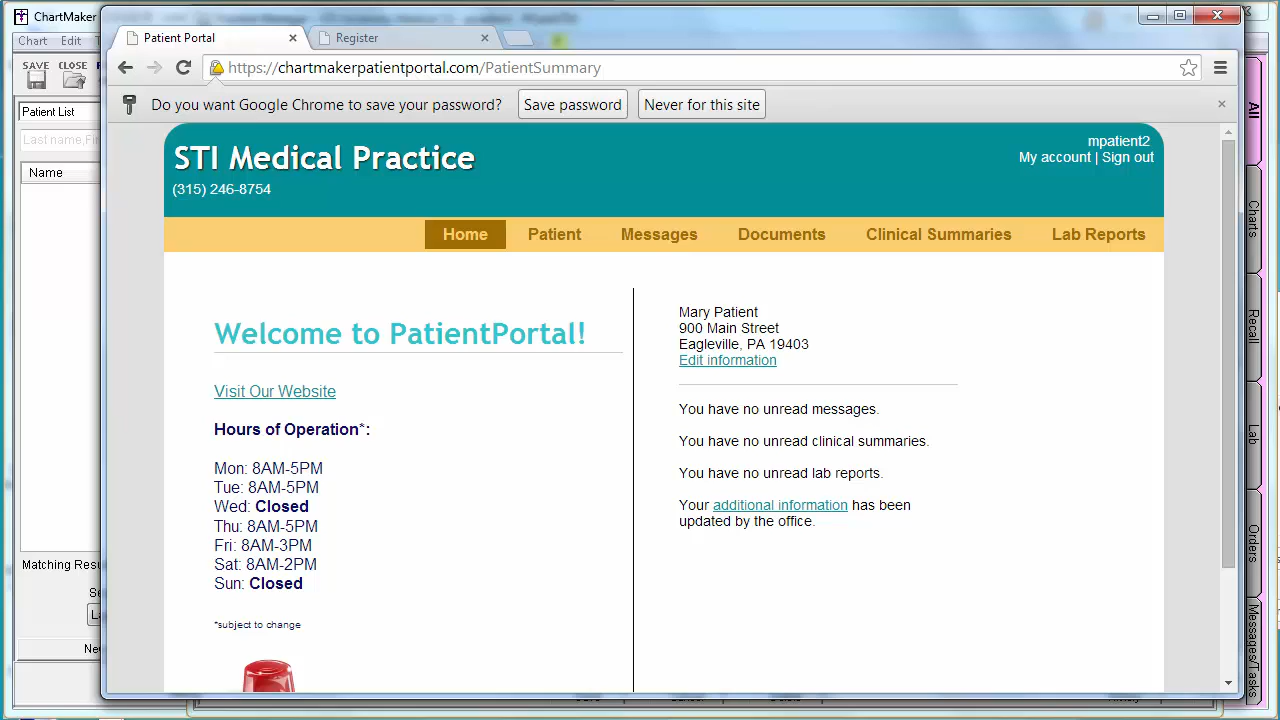 ChartMaker
Chart Edit
SAVE CLOSE
Patient List
Last name,Fi
Name
Matching Resu
Patient Portal
Register
https://chartmakerpatientportal.com/PatientSummary
Do you want Google Chrome to save your password? Save password Never for this site
STI Medical Practice
(315) 246-8754
mpatient2
My account | Sign out
Home Patient Messages Documents Clinical Summaries Lab Reports
Welcome to PatientPortal!
Visit Our Website
Hours of Operation*:
Mon: 8AM-5PM
Tue: 8AM-5PM
Wed: Closed
Thu: 8AM-5PM
Fri: 8AM-3PM
Sat: 8AM-2PM
Sun: Closed
*subject to change
Mary Patient
900 Main Street
Eagleville, PA 19403
Edit information
You have no unread messages.
You have no unread clinical summaries.
You have no unread lab reports.
Your additional information has been
updated by the office.
All
Charts
Recall
Lab
Orders
Messages/Tasks